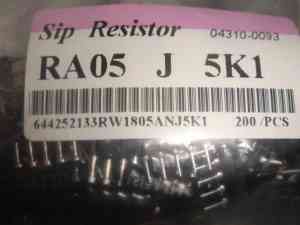 Sip Resistor 04310-0093
RA05 J 5K1
644252133RW1805ANJ5K1 200/PCS